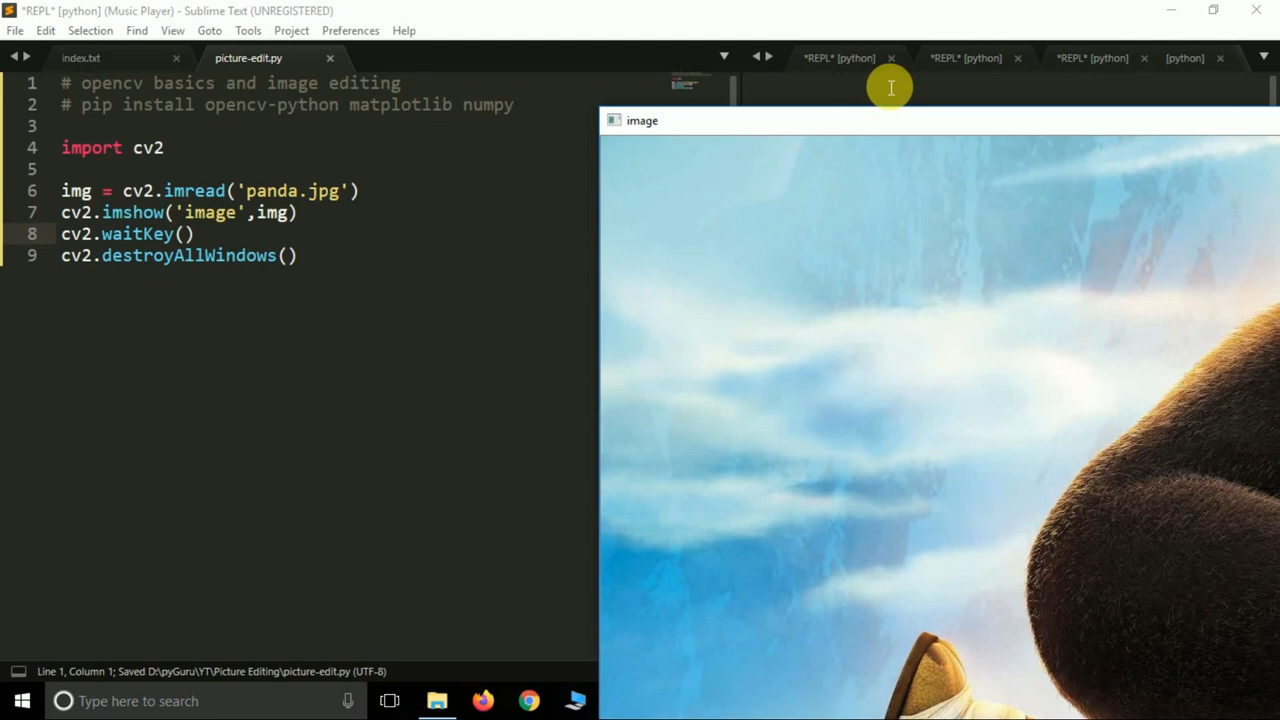 *REPL* [python] (Music Player) - Sublime Text (UNREGISTERED)
File Edit Selection Find View Goto Tools Project Preferences Help
index.txt × picture-edit.py × *REPL* [python] × *REPL* [python] × *REPL* [python] × [python] ×
1 # opencv basics and image editing
2 # pip install opencv-python matplotlib numpy
3
4 import cv2
5
6 img = cv2.imread('panda.jpg')
7 cv2.imshow('image',img)
8 cv2.waitKey()
9 cv2.destroyAllWindows()
image
Line 1, Column 1; Saved D:\pyGuru\YT\Picture Editing\picture-edit.py (UTF-8)
Type here to search